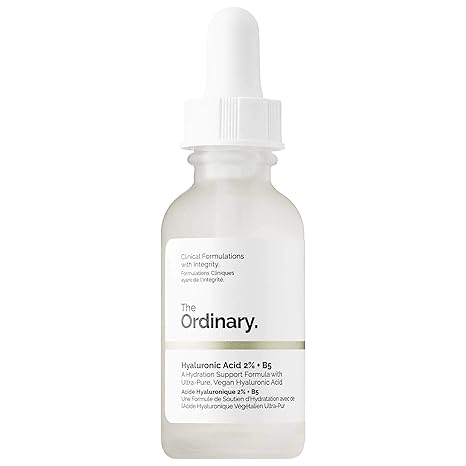 Clinical Formulations
with Integrity.
Formulations Cliniques
ayant de l'Intégrité.
The
Ordinary.
Hyaluronic Acid 2% + B5
A Hydration Support Formula with
Ultra-Pure, Vegan Hyaluronic Acid
Acide Hyaluronique 2% + B5
Une Formule de Soutien d'Hydratation avec de
l'Acide Hyaluronique Végétalien Ultra-Pur